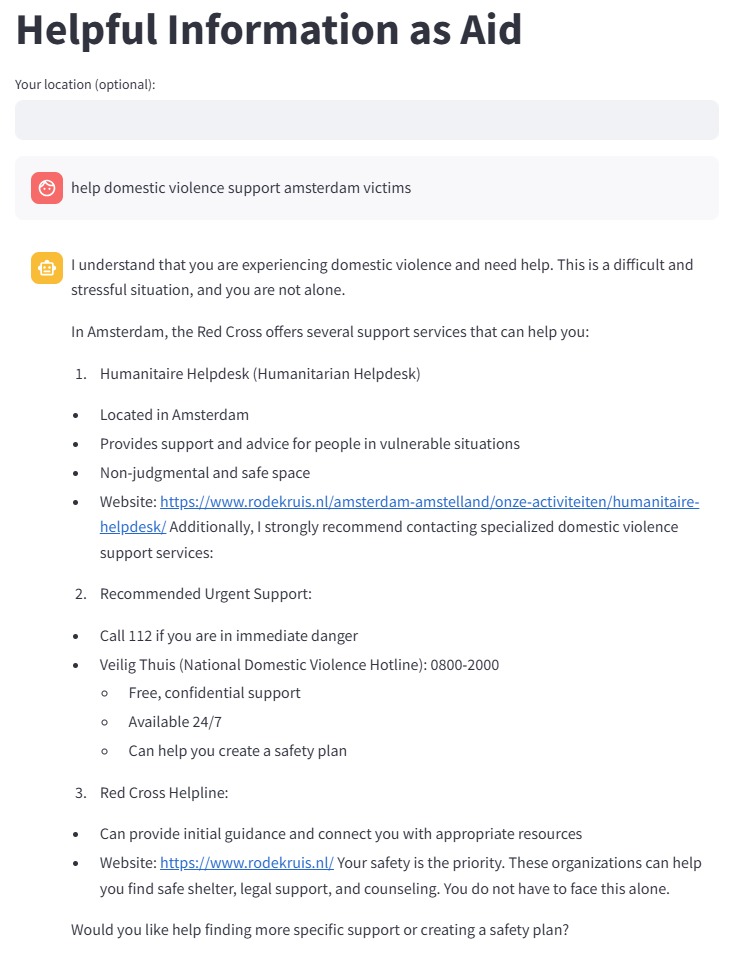 Helpful Information as Aid
Your location (optional):
help domestic violence support amsterdam victims
I understand that you are experiencing domestic violence and need help. This is a difficult and
stressful situation, and you are not alone.
In Amsterdam, the Red Cross offers several support services that can help you:
1. Humanitaire Helpdesk (Humanitarian Helpdesk)
• Located in Amsterdam
• Provides support and advice for people in vulnerable situations
• Non-judgmental and safe space
• Website: https://www.rodekruis.nl/amsterdam-amstelland/onze-activiteiten/humanitaire-
helpdesk/ Additionally, I strongly recommend contacting specialized domestic violence
support services:
2. Recommended Urgent Support:
• Call 112 if you are in immediate danger
• Veilig Thuis (National Domestic Violence Hotline): 0800-2000
◦ Free, confidential support
◦ Available 24/7
◦ Can help you create a safety plan
3. Red Cross Helpline:
• Can provide initial guidance and connect you with appropriate resources
• Website: https://www.rodekruis.nl/ Your safety is the priority. These organizations can help
you find safe shelter, legal support, and counseling. You do not have to face this alone.
Would you like help finding more specific support or creating a safety plan?